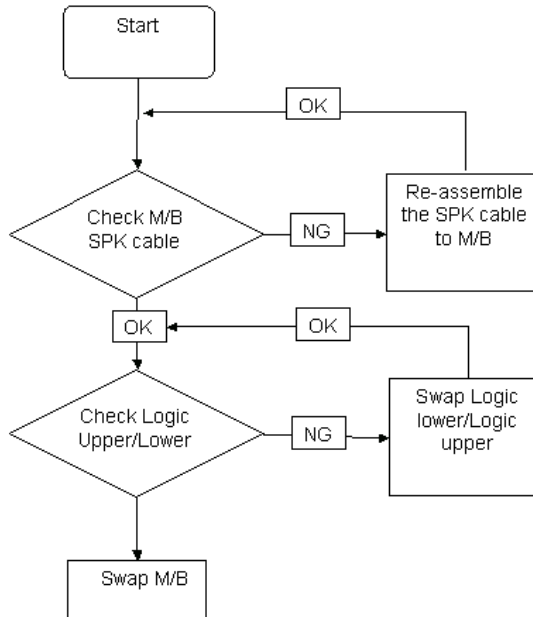 Start
OK
Check M/B
SPK cable
NG
Re-assemble
the SPK cable
to M/B
OK
OK
Check Logic
Upper/Lower
NG
Swap Logic
lower/Logic
upper
Swap M/B